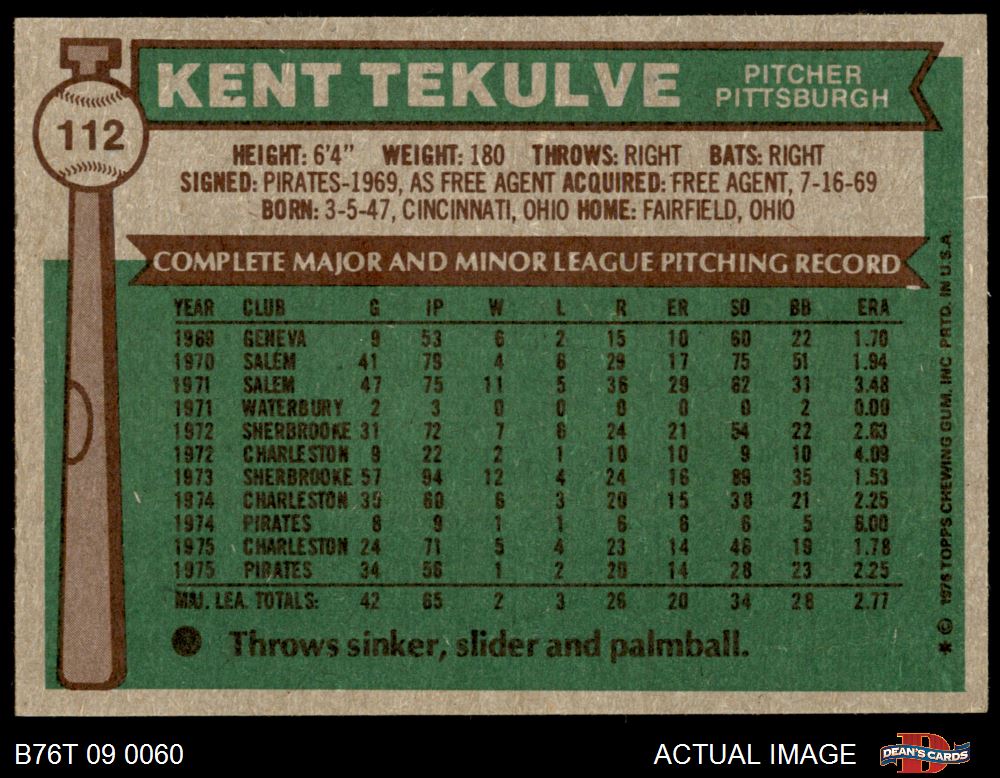 KENT TEKULVE
PITCHER
PITTSBURGH
112
HEIGHT: 6'4" WEIGHT: 180 THROWS: RIGHT BATS: RIGHT
SIGNED: PIRATES-1969, AS FREE AGENT ACQUIRED: FREE AGENT, 7-16-69
BORN: 3-5-47, CINCINNATI, OHIO HOME: FAIRFIELD, OHIO
COMPLETE MAJOR AND MINOR LEAGUE PITCHING RECORD
YEAR CLUB G IP W L R ER SO BB ERA
1969 GENEVA 9 53 6 2 15 10 60 22 1.70
1970 SALEM 41 79 4 6 29 17 75 51 1.94
1971 SALEM 47 75 11 5 36 29 62 31 3.48
1971 WATERBURY 2 3 0 0 0 0 0 2 0.00
1972 SHERBROOKE 31 72 7 6 24 21 54 22 2.63
1972 CHARLESTON 9 22 2 1 10 10 9 10 4.09
1973 SHERBROOKE 57 94 12 4 24 16 89 35 1.53
1974 CHARLESTON 35 60 6 3 20 15 38 21 2.25
1974 PIRATES 8 9 1 1 6 6 6 5 6.00
1975 CHARLESTON 24 71 5 4 23 14 46 19 1.78
1975 PIRATES 34 56 1 2 20 14 28 23 2.25
MAJ. LEA. TOTALS: 42 65 2 3 26 20 34 28 2.77
Throws sinker, slider and palmball.
* © 1976 TOPPS CHEWING GUM, INC PRTD. IN U.S.A.
B76T 09 0060
ACTUAL IMAGE
DEAN'S CARDS